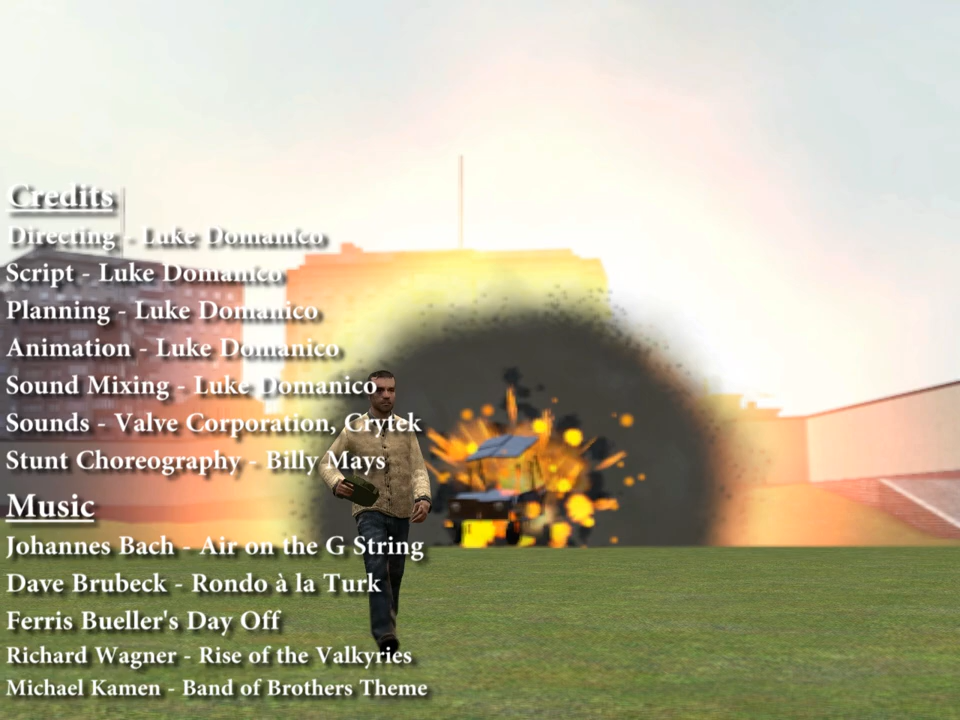 Credits
Directing - Luke Domanico
Script - Luke Domanico
Planning - Luke Domanico
Animation - Luke Domanico
Sound Mixing - Luke Domanico
Sounds - Valve Corporation, Crytek
Stunt Choreography - Billy Mays
Music
Johannes Bach - Air on the G String
Dave Brubeck - Rondo à la Turk
Ferris Bueller's Day Off
Richard Wagner - Rise of the Valkyries
Michael Kamen - Band of Brothers Theme